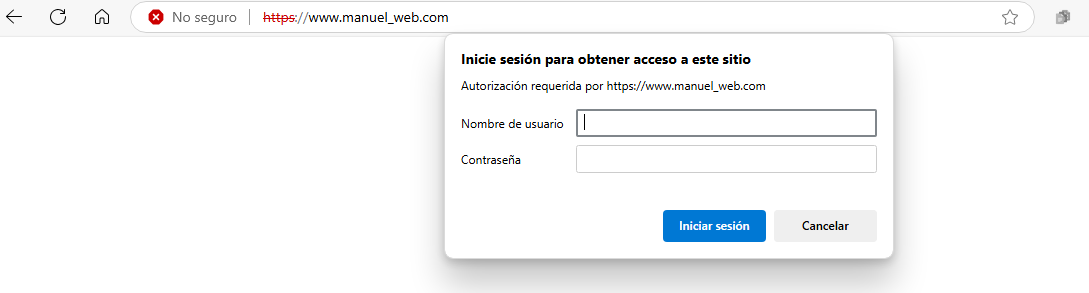 No seguro https://www.manuel_web.com
Inicie sesión para obtener acceso a este sitio
Autorización requerida por https://www.manuel_web.com
Nombre de usuario
Contraseña
Iniciar sesión Cancelar